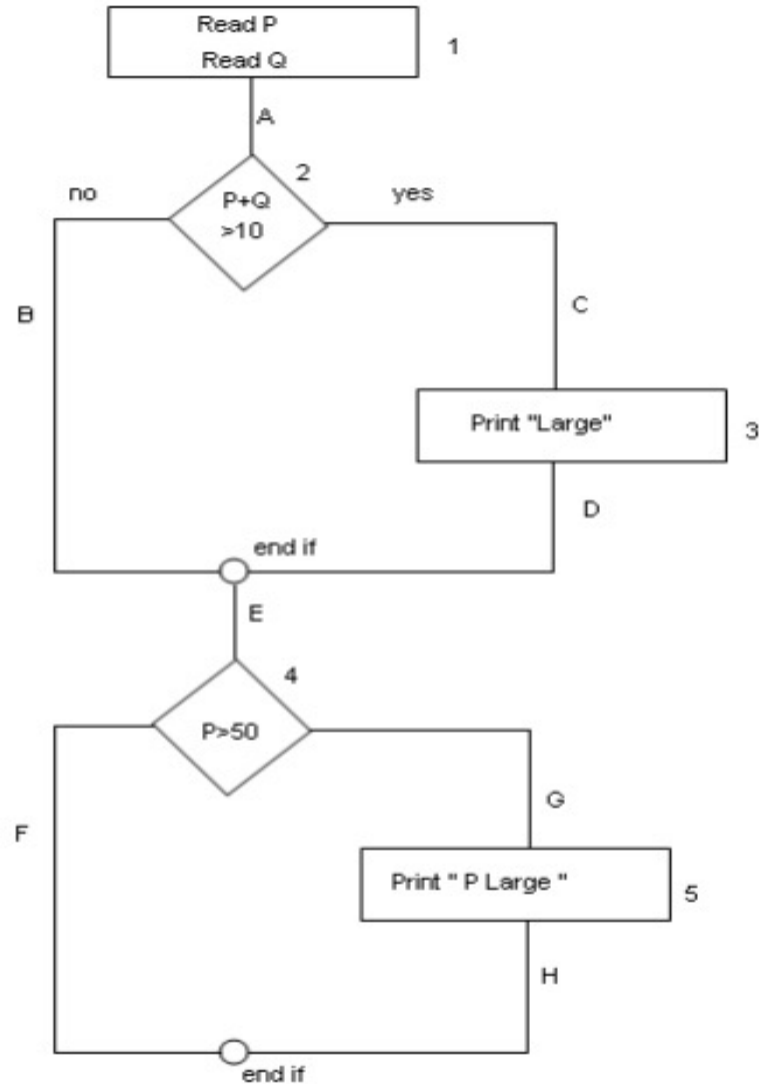 Read P
Read Q
1
A
2
no
P+Q
>10
yes
B
C
Print "Large"
3
D
end if
E
4
P>50
F
G
Print " P Large "
5
H
end if